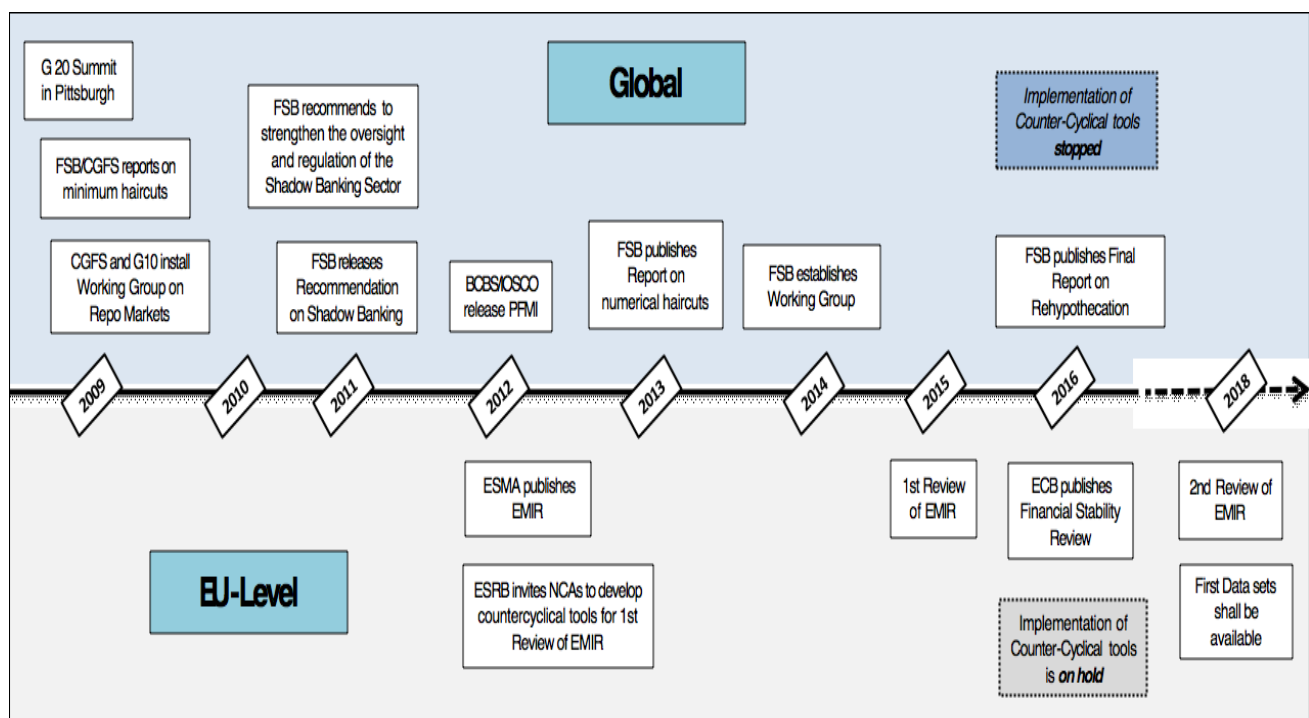 G 20 Summit
in Pittsburgh
FSB/CGFS reports on
minimum haircuts
CGFS and G10 install
Working Group on
Repo Markets
FSB recommends to
strengthen the oversight
and regulation of the
Shadow Banking Sector
FSB releases
Recommendation
on Shadow Banking
Global
BCBS/IOSCO
release PFMI
FSB publishes
Report on
numerical haircuts
FSB establishes
Working Group
Implementation of
Counter-Cyclical tools
stopped
FSB publishes Final
Report on
Rehypothecation
2009
2010
2011
2012
2013
2014
2015
2016
2018
EU-Level
ESMA publishes
EMIR
ESRB invites NCAs to develop
countercyclical tools for 1st
Review of EMIR
1st Review
of EMIR
ECB publishes
Financial Stability
Review
Implementation of
Counter-Cyclical tools
is on hold
2nd Review of
EMIR
First Data sets
shall be
available